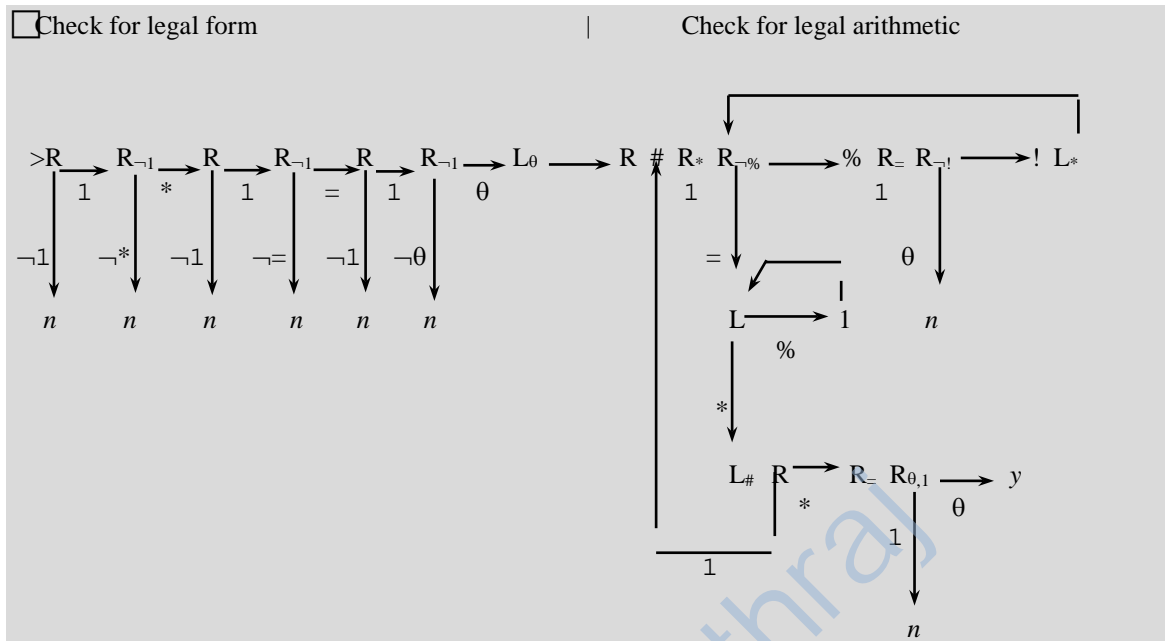 Check for legal form | Check for legal arithmetic
>R R¬1 R R¬1 R R¬1 Lθ R # R* R¬% % R= R¬! ! L*
1 * 1 = 1 θ 1 1
¬1 ¬* ¬1 ¬= ¬1 ¬θ = θ
n n n n n n L 1 n
%
*
L# R R= Rθ,1 y
* θ
1
1
n